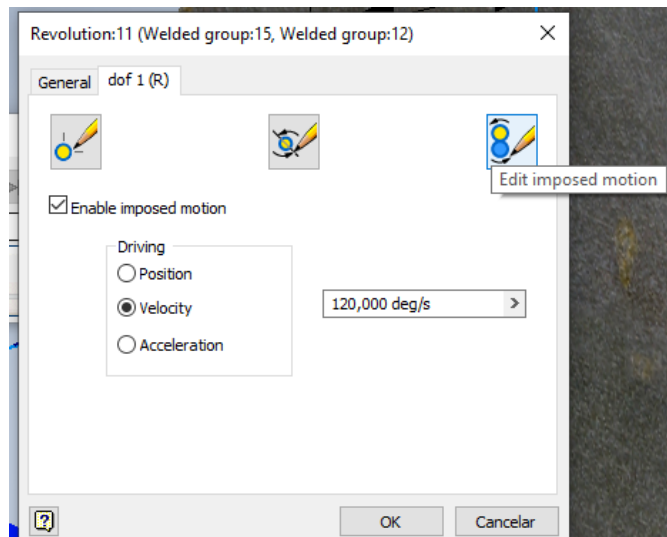 Revolution:11 (Welded group:15, Welded group:12)
General
dof 1 (R)
Edit imposed motion
Enable imposed motion
Driving
Position
Velocity
120,000 deg/s
Acceleration
OK
Cancelar